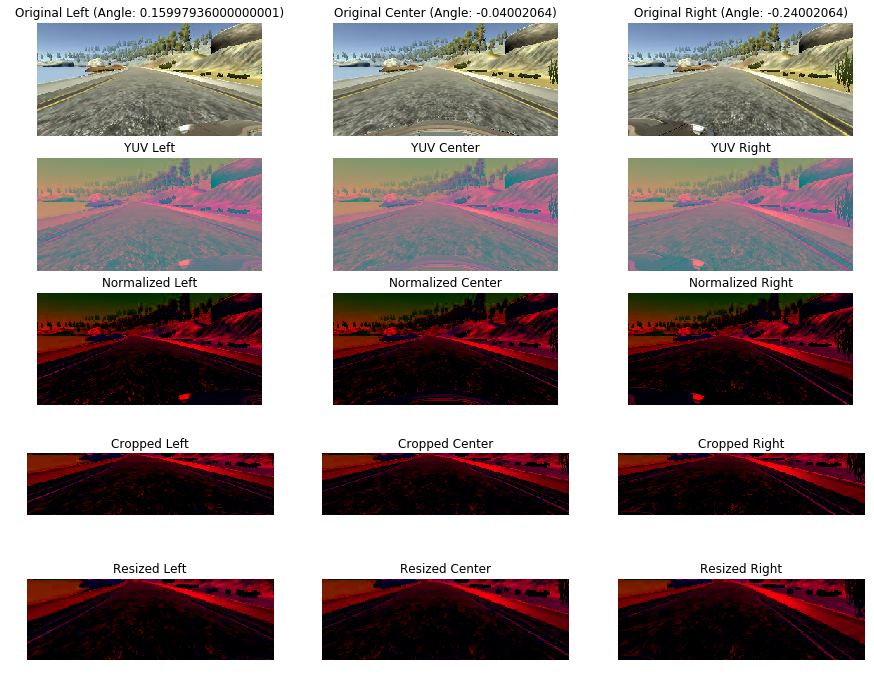 Original Left (Angle: 0.15997936000000001)
Original Center (Angle: -0.04002064)
Original Right (Angle: -0.24002064)
YUV Left
YUV Center
YUV Right
Normalized Left
Normalized Center
Normalized Right
Cropped Left
Cropped Center
Cropped Right
Resized Left
Resized Center
Resized Right